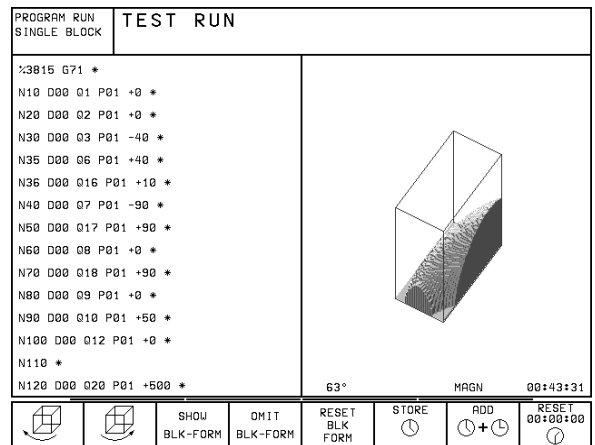 PROGRAM RUN
SINGLE BLOCK
TEST RUN
%3815 G71 *
N10 D00 Q1 P01 +0 *
N20 D00 Q2 P01 +0 *
N30 D00 Q3 P01 -40 *
N35 D00 Q6 P01 +40 *
N36 D00 Q16 P01 +10 *
N40 D00 Q7 P01 -90 *
N50 D00 Q17 P01 +90 *
N60 D00 Q8 P01 +0 *
N70 D00 Q18 P01 +90 *
N80 D00 Q9 P01 +0 *
N90 D00 Q10 P01 +50 *
N100 D00 Q12 P01 +0 *
N110 *
N120 D00 Q20 P01 +500 *
63° MAGN 00:43:31
SHOW
BLK-FORM
OMIT
BLK-FORM
RESET
BLK
FORM
STORE
ADD
+
RESET
00:00:00